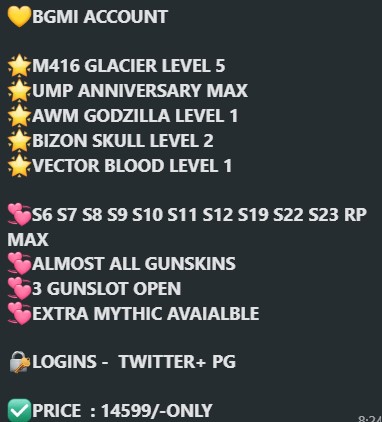 💛BGMI ACCOUNT
🌟M416 GLACIER LEVEL 5
🌟UMP ANNIVERSARY MAX
🌟AWM GODZILLA LEVEL 1
🌟BIZON SKULL LEVEL 2
🌟VECTOR BLOOD LEVEL 1
💞S6 S7 S8 S9 S10 S11 S12 S19 S22 S23 RP
MAX
💞ALMOST ALL GUNSKINS
💞3 GUNSLOT OPEN
💞EXTRA MYTHIC AVAIALBLE
🔐LOGINS - TWITTER+ PG
✅PRICE : 14599/-ONLY